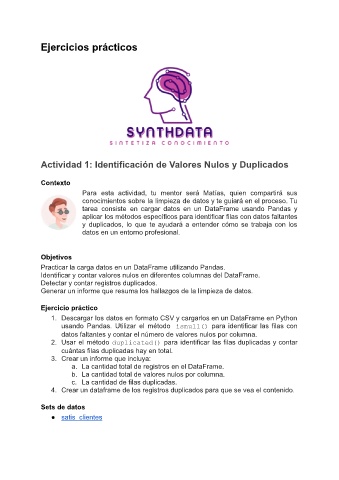 Ejercicios prácticos
SYNTHDATA
SINTETIZA CONOCIMIENTO
Actividad 1: Identificación de Valores Nulos y Duplicados
Contexto
Para esta actividad, tu mentor será Matías, quien compartirá sus
conocimientos sobre la limpieza de datos y te guiará en el proceso. Tu
tarea consiste en cargar datos en un DataFrame usando Pandas y
aplicar los métodos específicos para identificar filas con datos faltantes
y duplicados, lo que te ayudará a entender cómo se trabaja con los
datos en un entorno profesional.
Objetivos
Practicar la carga datos en un DataFrame utilizando Pandas.
Identificar y contar valores nulos en diferentes columnas del DataFrame.
Detectar y contar registros duplicados.
Generar un informe que resuma los hallazgos de la limpieza de datos.
Ejercicio práctico
1. Descargar los datos en formato CSV y cargarlos en un DataFrame en Python
usando Pandas. Utilizar el método isnull() para identificar las filas con
datos faltantes y contar el número de valores nulos por columna.
2. Usar el método duplicated() para identificar las filas duplicadas y contar
cuántas filas duplicadas hay en total.
3. Crear un informe que incluya:
a. La cantidad total de registros en el DataFrame.
b. La cantidad total de valores nulos por columna.
c. La cantidad de filas duplicadas.
4. Crear un dataframe de los registros duplicados para que se vea el contenido.
Sets de datos
● satis_clientes